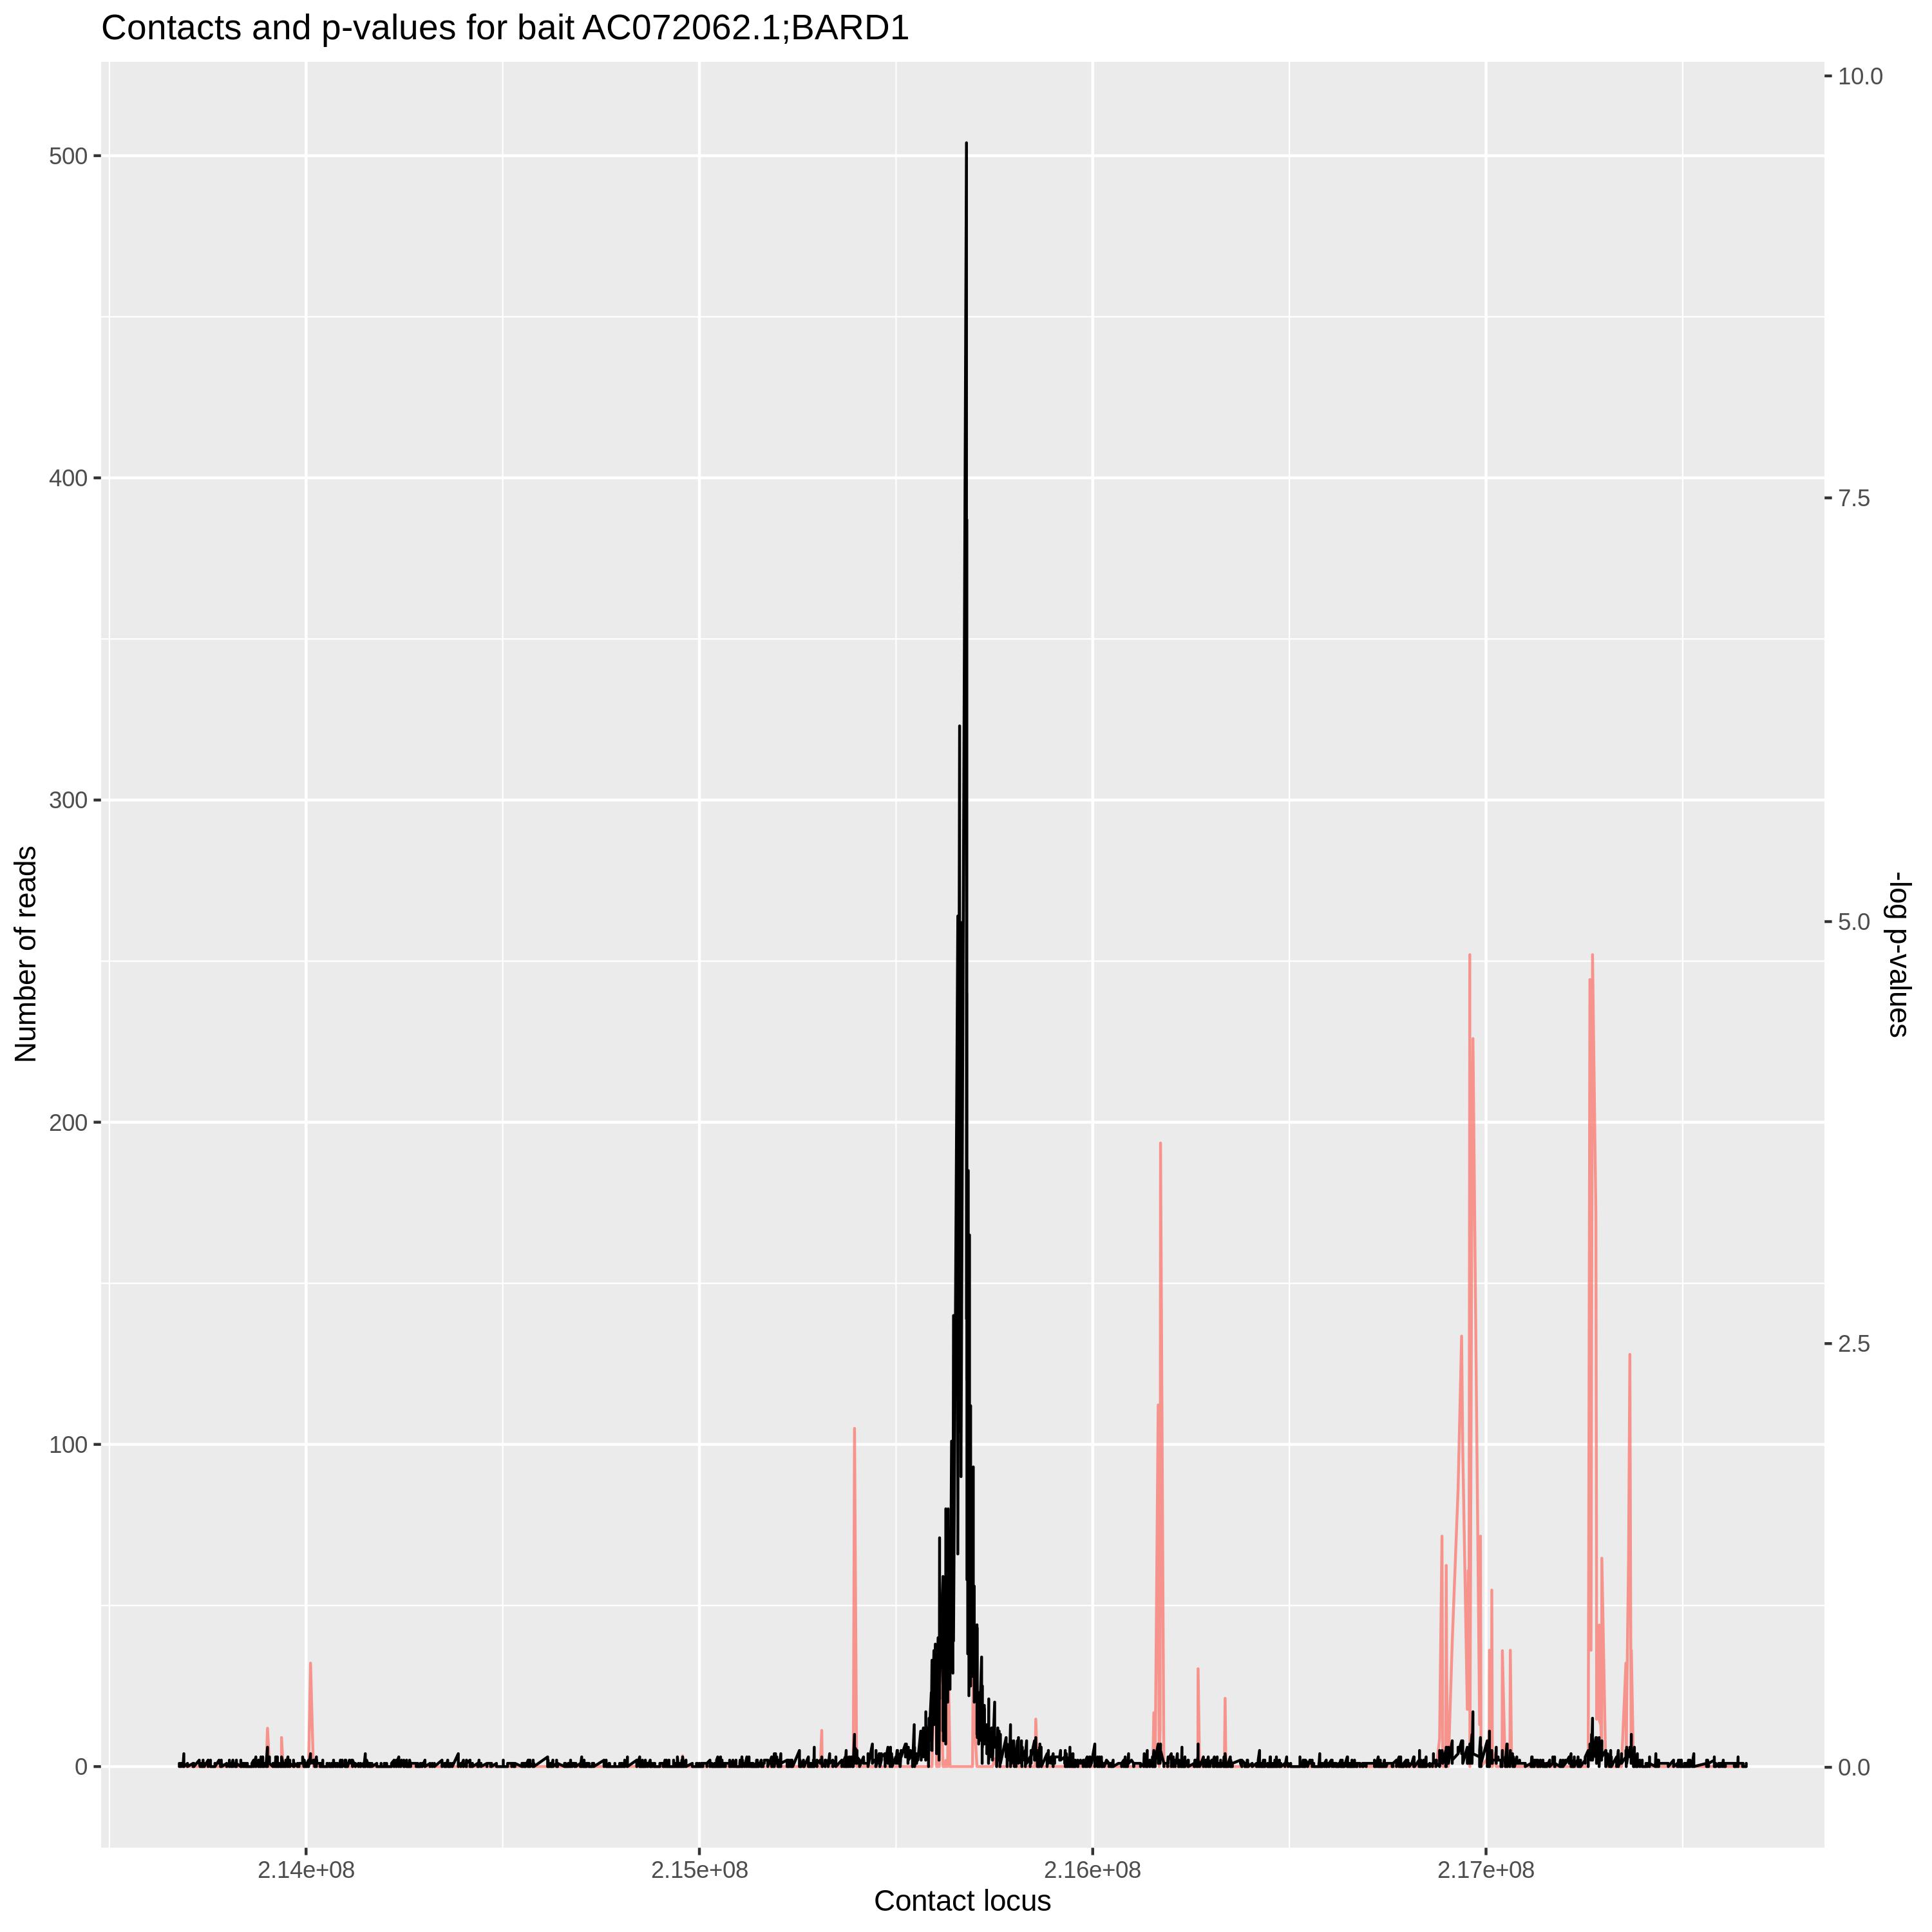 Contacts and p-values for bait AC072062.1;BARD1
10.0
500
400
7.5
300
Number of reads
5.0
-log p-values
200
2.5
100
0
0.0
2.14e+08
2.15e+08
2.16e+08
2.17e+08
Contact locus